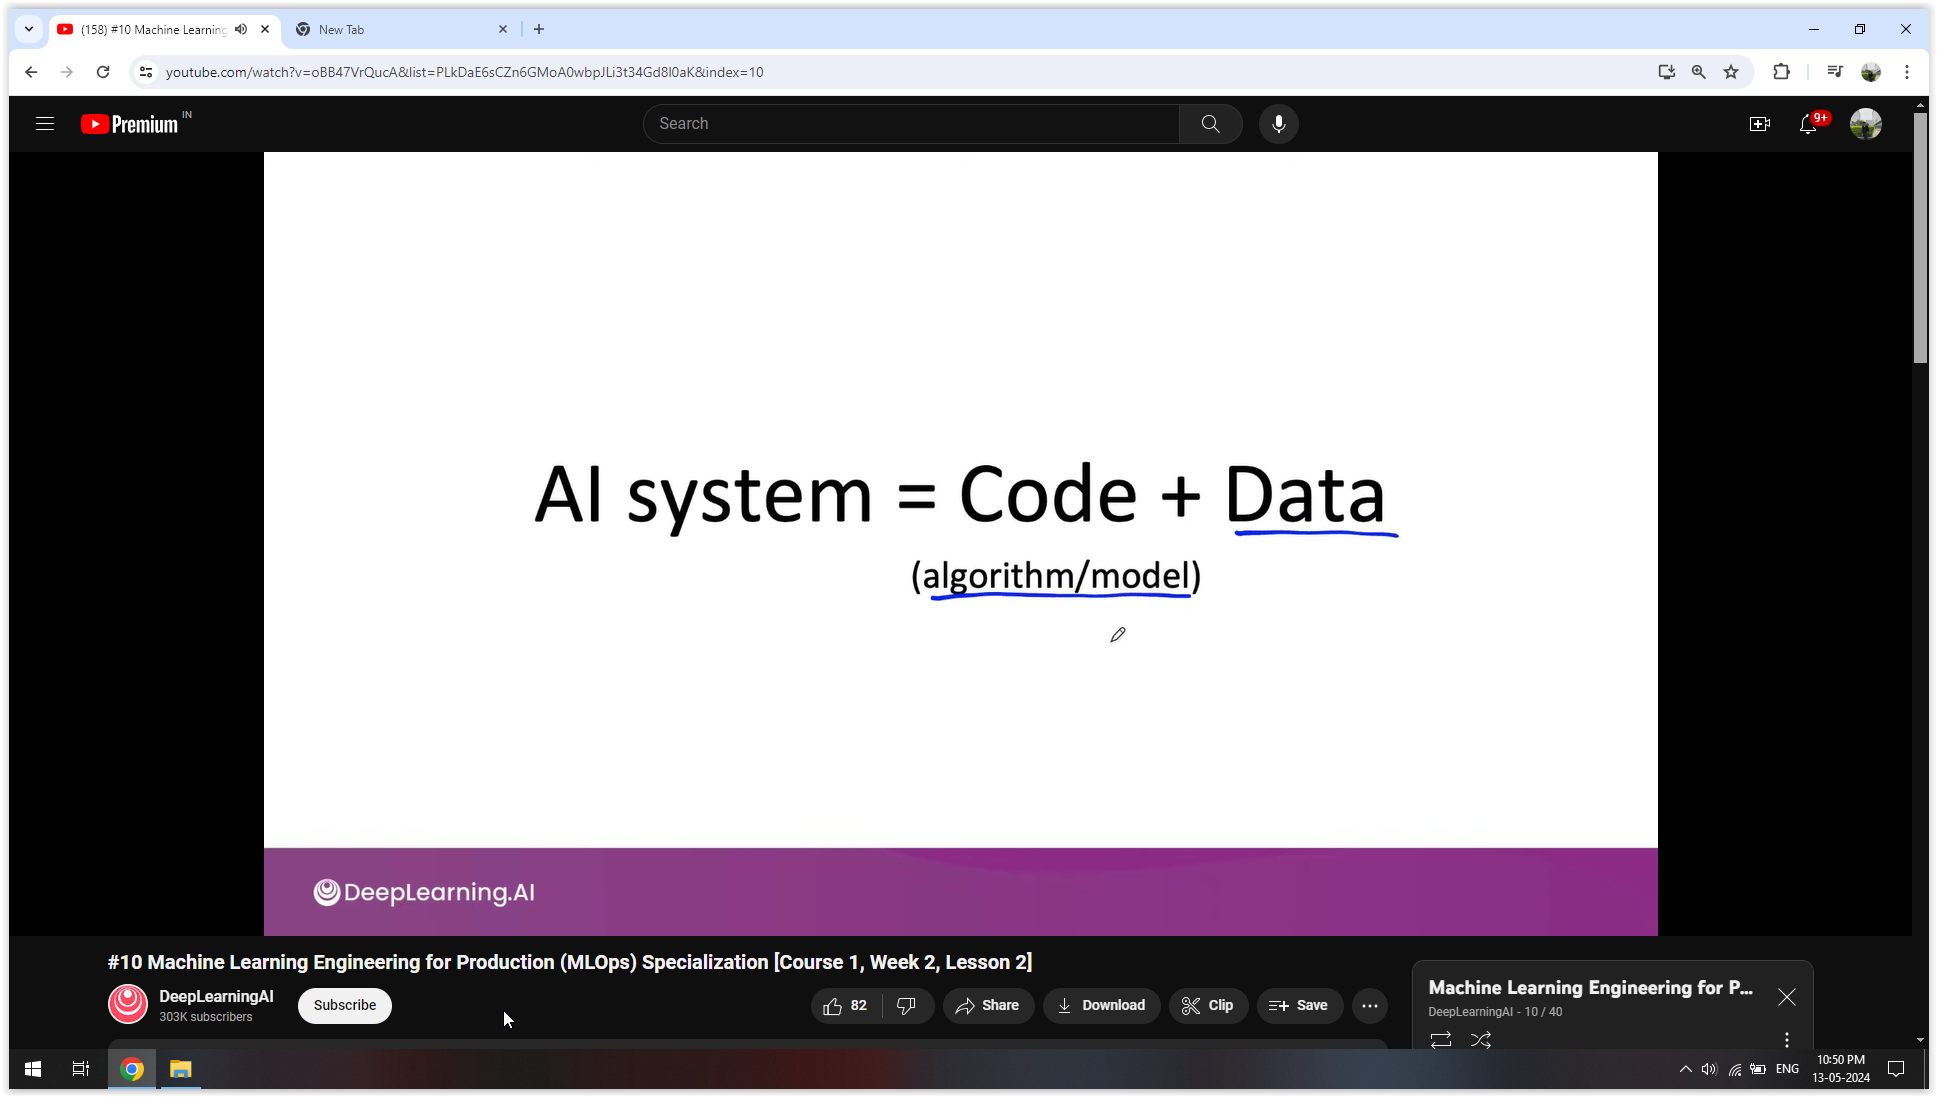 (158) #10 Machine Learning
New Tab
youtube.com/watch?v=oBB47VrQucA&list=PLkDaE6sCZn6GMoA0wbpJLi3t34Gd8l0aK&index=10
Premium IN
Search
9+
AI system = Code + Data
(algorithm/model)
DeepLearning.AI
#10 Machine Learning Engineering for Production (MLOps) Specialization [Course 1, Week 2, Lesson 2]
DeepLearningAI
303K subscribers
Subscribe
82
Share
Download
Clip
Save
Machine Learning Engineering for P...
DeepLearningAI - 10 / 40
ENG
10:50 PM
13-05-2024